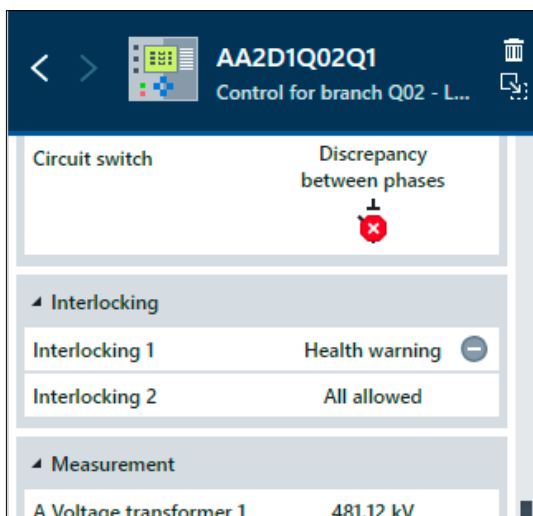 AA2D1Q02Q1
Control for branch Q02 - L...
Circuit switch
Discrepancy
between phases
Interlocking
Interlocking 1 Health warning
Interlocking 2 All allowed
Measurement
A Voltage transformer 1 481.12 kV